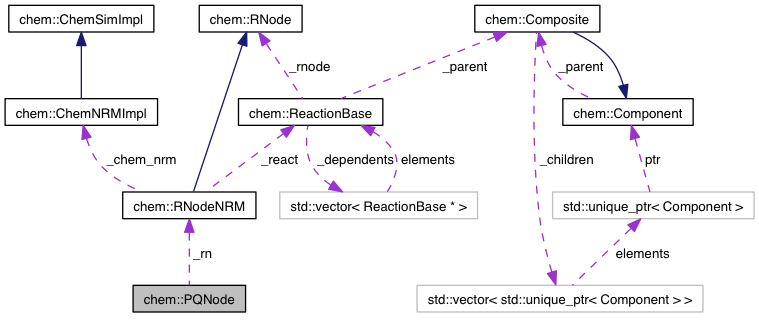 chem::ChemSimImpl
chem::RNode
chem::Composite
_rnode
_parent
_parent
chem::ChemNRMImpl
chem::ReactionBase
chem::Component
_chem_nrm
_react
_dependents
elements
_children
ptr
chem::RNodeNRM
std::vector< ReactionBase * >
std::unique_ptr< Component >
_rn
elements
chem::PQNode
std::vector< std::unique_ptr< Component > >